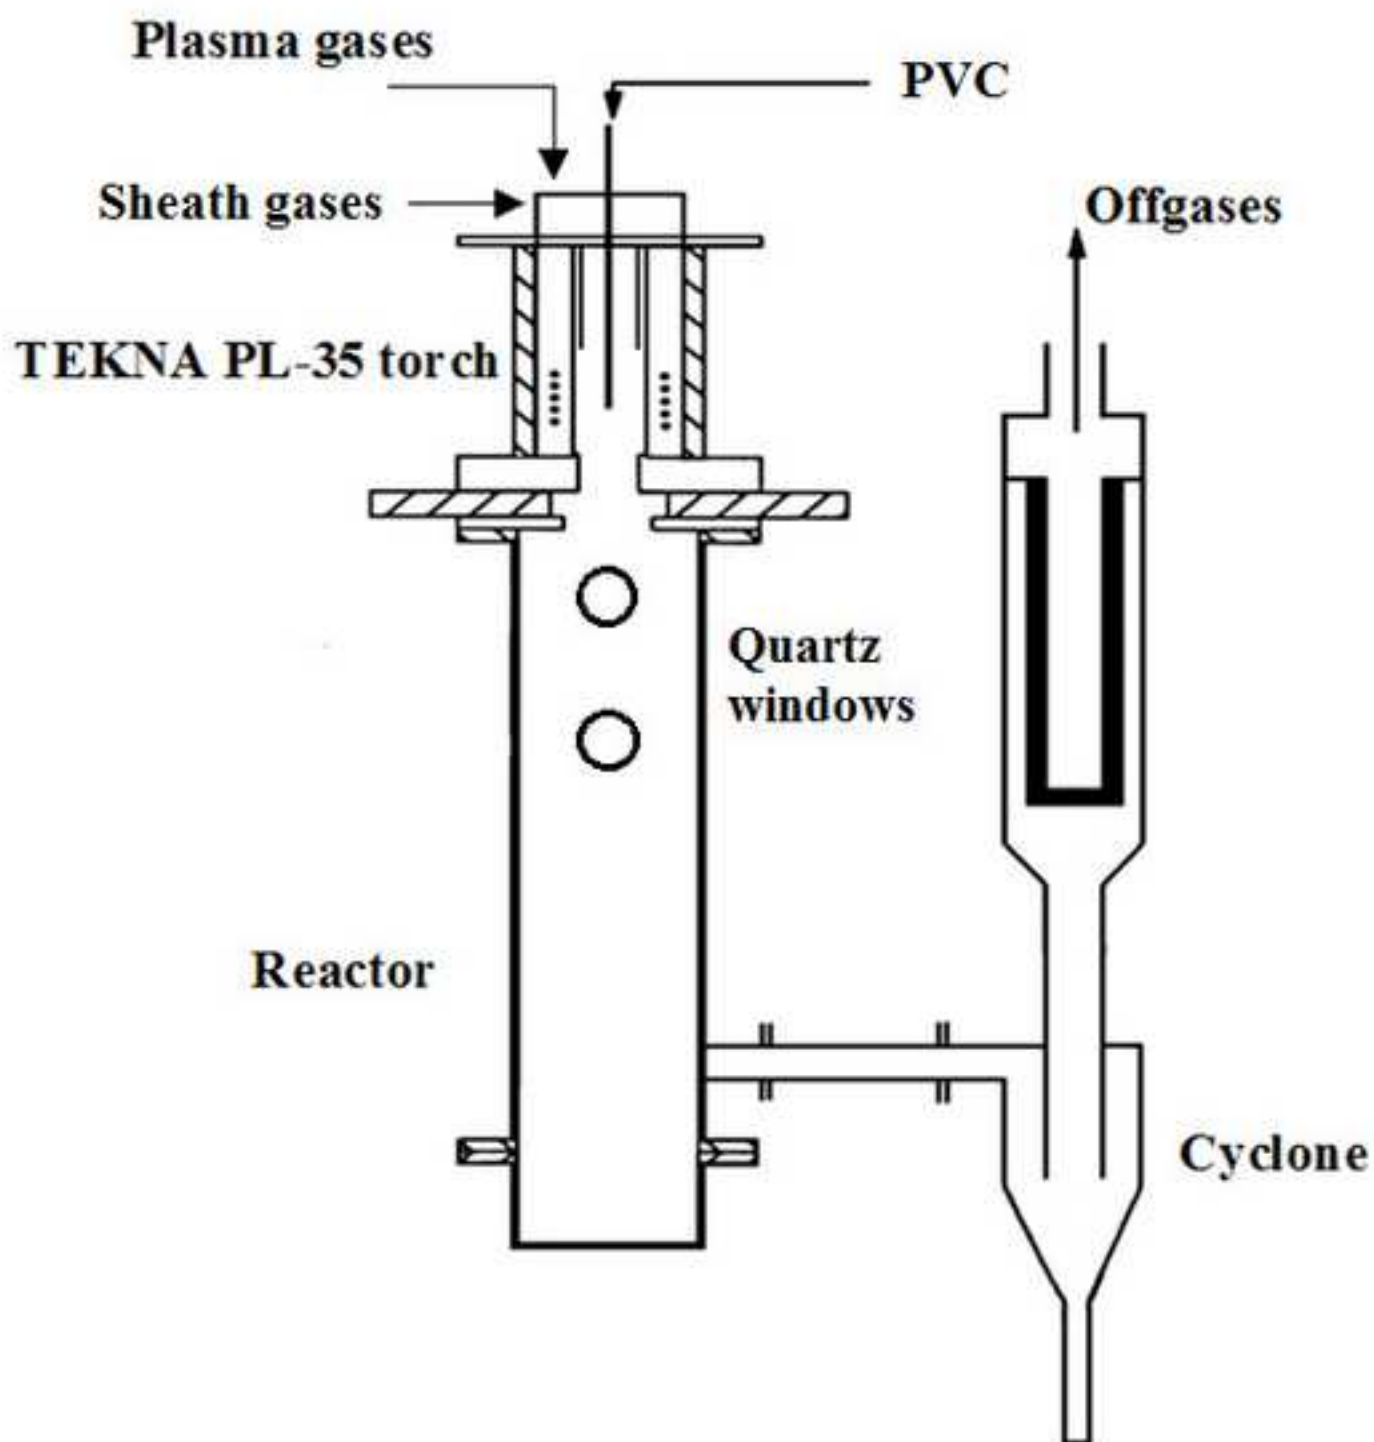 Plasma gases
PVC
Sheath gases
Offgases
TEKNA PL-35 torch
Quartz
windows
Reactor
Cyclone